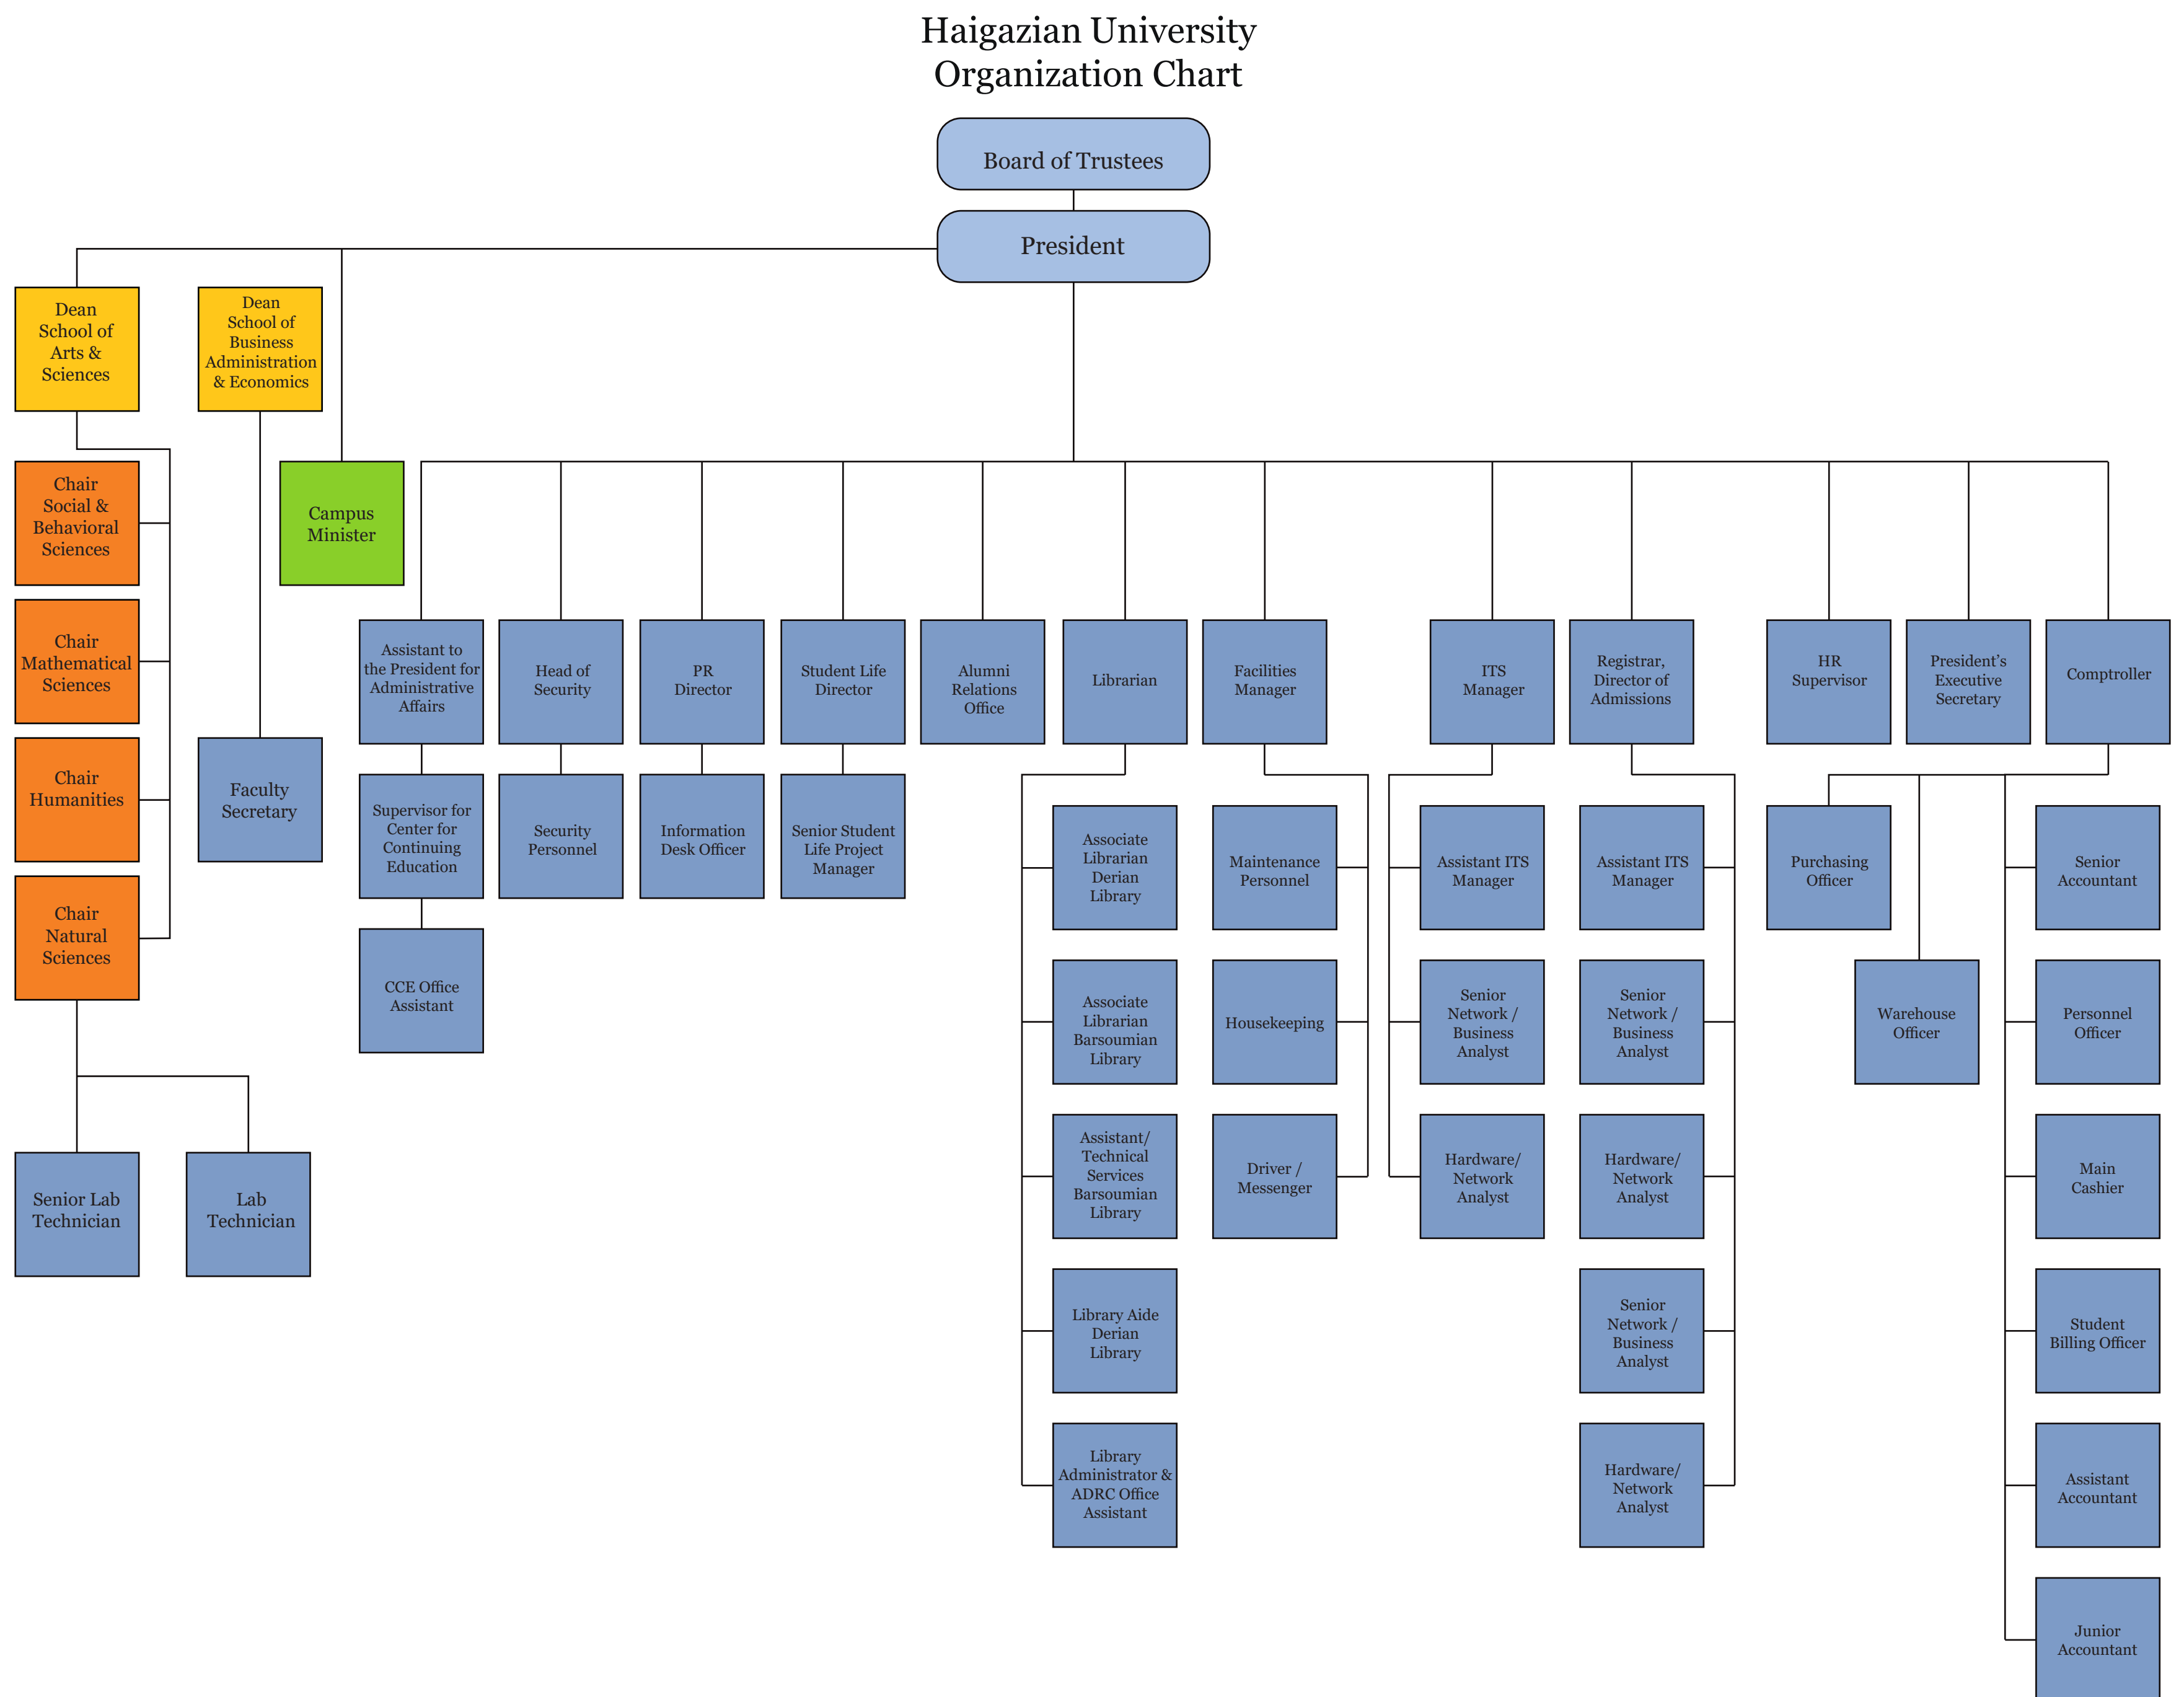 Haigazian University
Organization Chart
Board of Trustees
President
Dean
School of
Arts &
Sciences
Dean
School of
Business
Administration
& Economics
Chair
Social &
Behavioral
Sciences
Chair
Mathematical
Sciences
Chair
Humanities
Chair
Natural
Sciences
Senior Lab
Technician
Lab
Technician
Faculty
Secretary
Campus
Minister
Assistant to
the President for
Administrative
Affairs
Supervisor for
Center for
Continuing
Education
CCE Office
Assistant
Head of
Security
Security
Personnel
PR
Director
Information
Desk Officer
Student Life
Director
Senior Student
Life Project
Manager
Alumni
Relations
Office
Librarian
Associate
Librarian
Derian
Library
Associate
Librarian
Barsoumian
Library
Assistant/
Technical
Services
Barsoumian
Library
Library Aide
Derian
Library
Library
Administrator &
ADRC Office
Assistant
Facilities
Manager
Maintenance
Personnel
Housekeeping
Driver /
Messenger
ITS
Manager
Assistant ITS
Manager
Senior
Network /
Business
Analyst
Hardware/
Network
Analyst
Registrar,
Director of
Admissions
Assistant ITS
Manager
Senior
Network /
Business
Analyst
Hardware/
Network
Analyst
Senior
Network /
Business
Analyst
Hardware/
Network
Analyst
HR
Supervisor
President’s
Executive
Secretary
Comptroller
Purchasing
Officer
Warehouse
Officer
Senior
Accountant
Personnel
Officer
Main
Cashier
Student
Billing Officer
Assistant
Accountant
Junior
Accountant